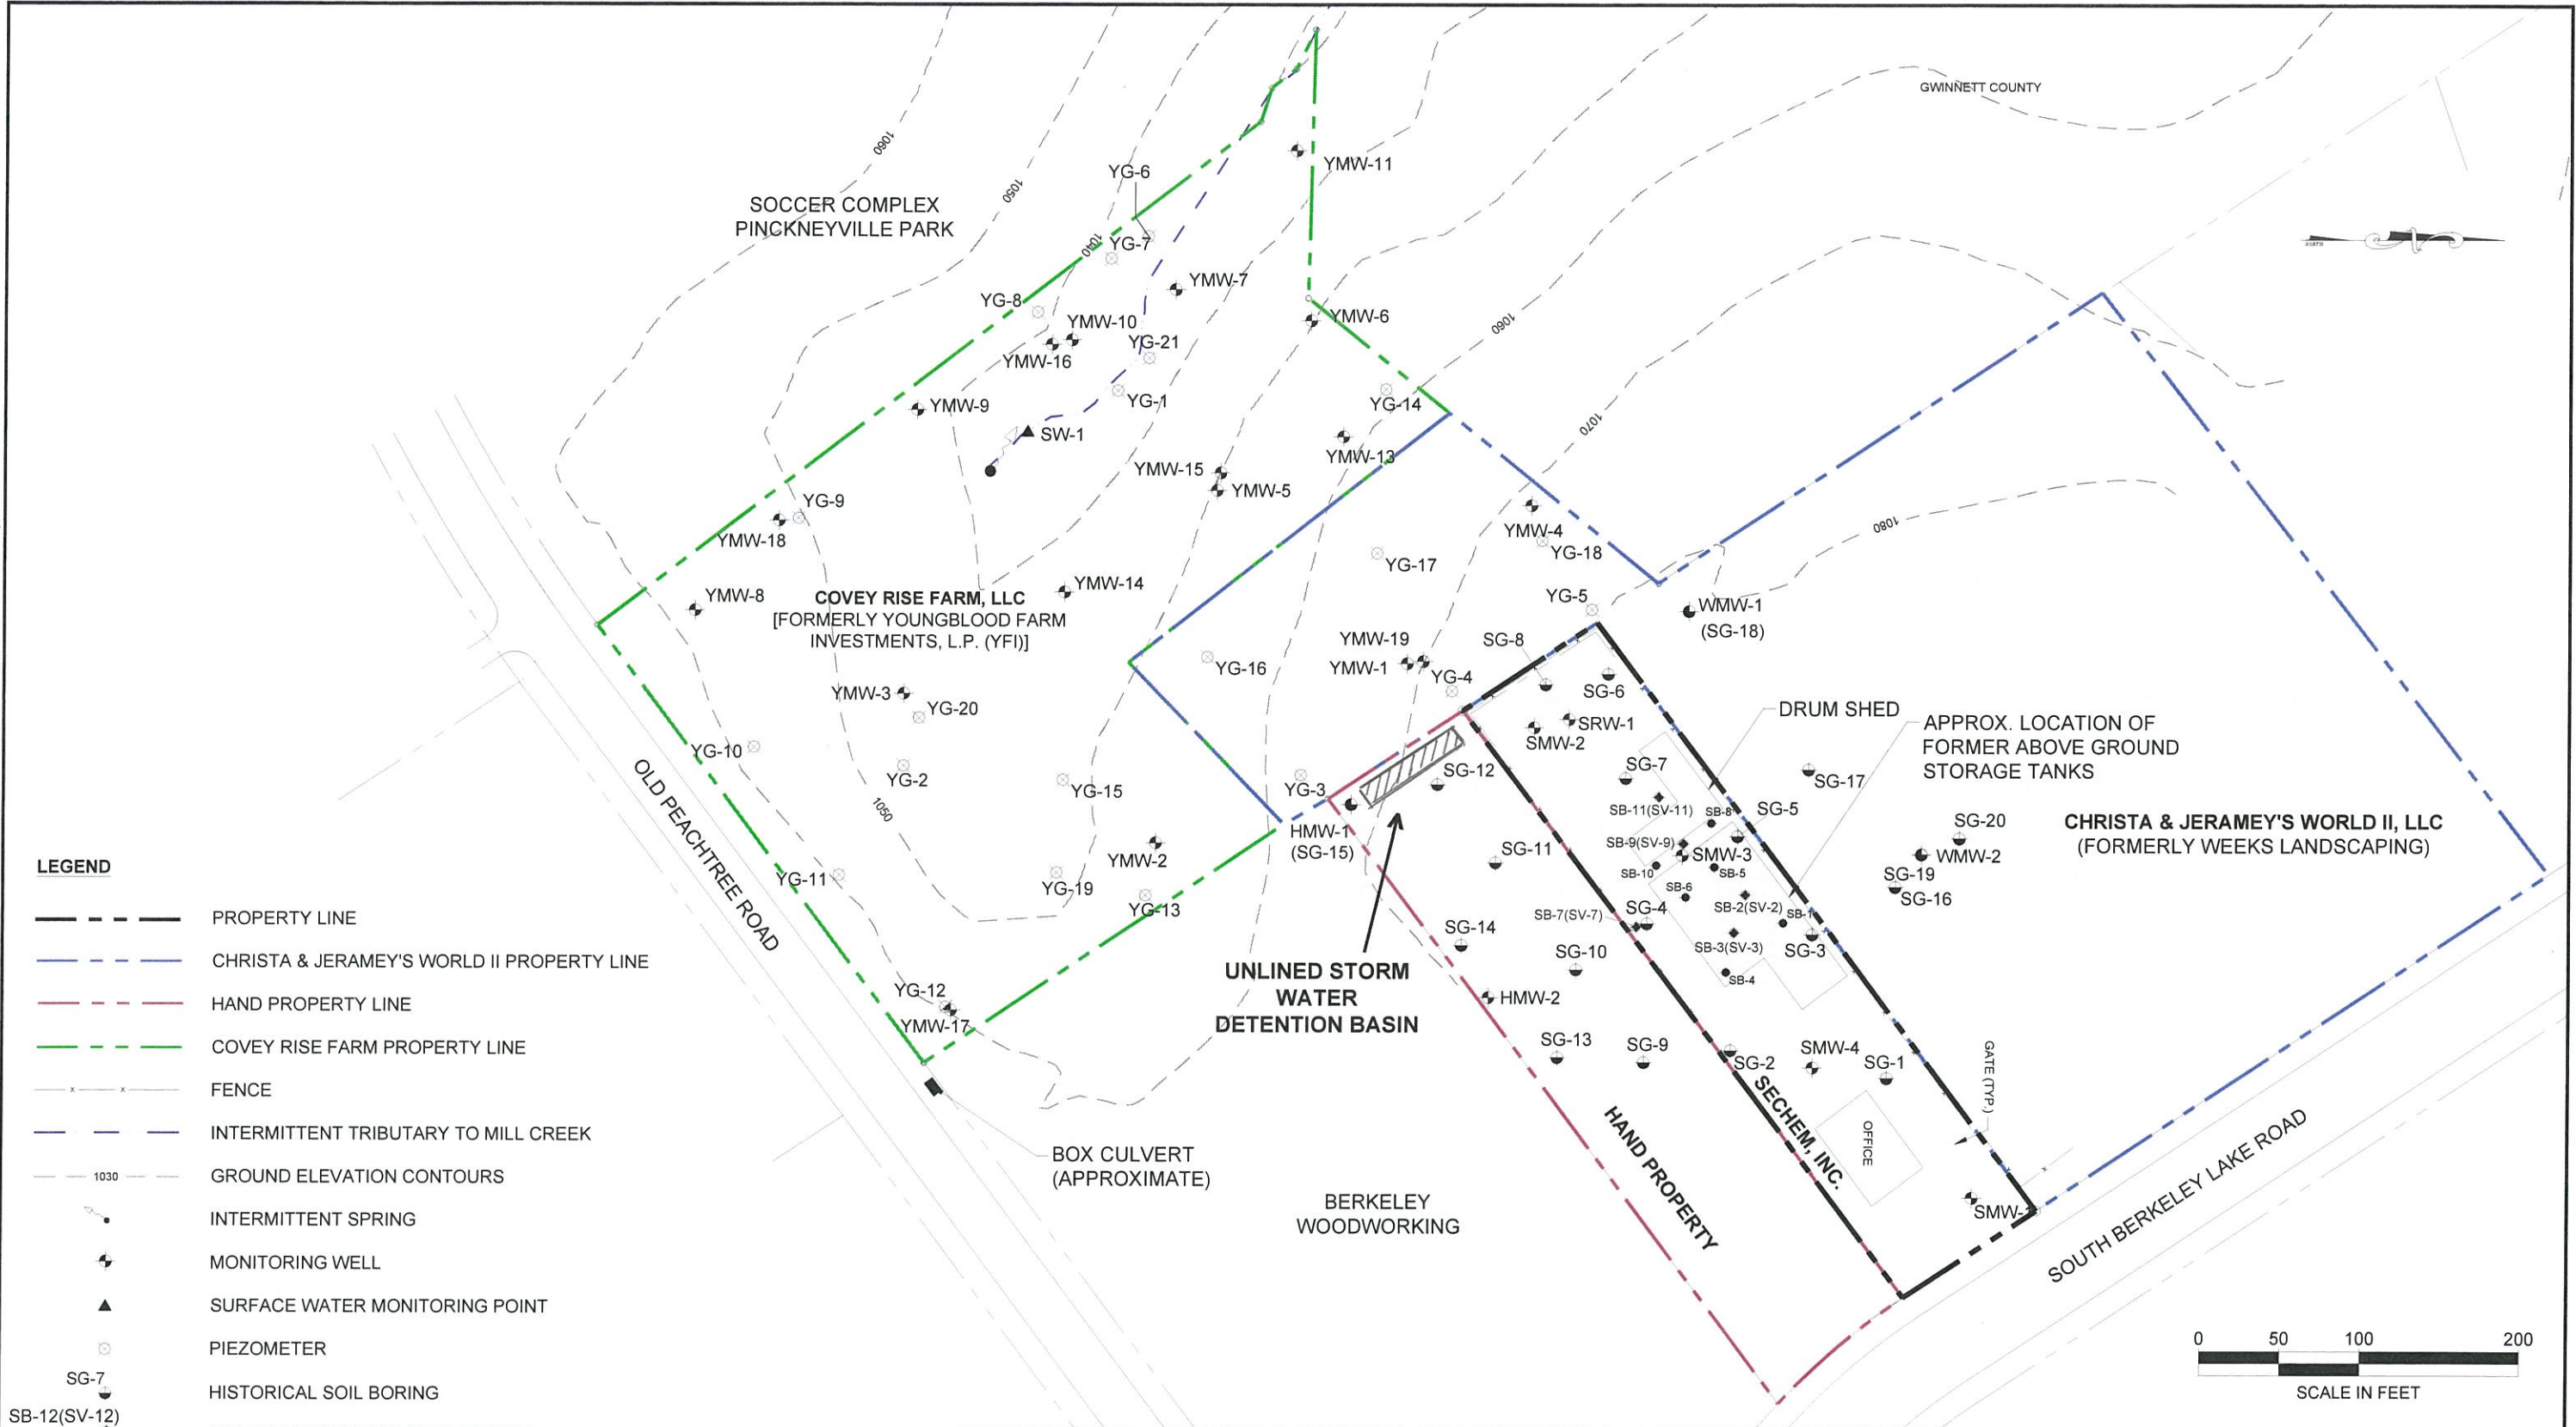 GWINNETT COUNTY
1060
YMW-11
YG-6
1050
SOCCER COMPLEX
PINCKNEYVILLE PARK
1040
YG-7
NORTH
YMW-7
YG-8
YMW-10
YMW-6
1060
YG-21
YMW-16
YG-1
YG-14
YMW-9
SW-1
1070
YMW-13
YMW-15
YMW-5
YG-9
1080
YMW-18
YMW-4
YG-18
YG-17
YMW-14
YMW-8
COVEY RISE FARM, LLC
[FORMERLY YOUNGBLOOD FARM
INVESTMENTS, L.P. (YFI)]
YG-5
WMW-1
(SG-18)
YMW-19
SG-8
YMW-1
YG-16
YG-4
SG-6
YMW-3
YG-20
DRUM SHED
SRW-1
SMW-2
APPROX. LOCATION OF
FORMER ABOVE GROUND
STORAGE TANKS
YG-10
YG-2
SG-7
SG-12
SG-17
YG-15
YG-3
OLD PEACHTREE ROAD
1050
SB-11(SV-11)
SB-8
SG-5
HMW-1
(SG-15)
SG-20
CHRISTA & JERAMEY'S WORLD II, LLC
(FORMERLY WEEKS LANDSCAPING)
SB-9(SV-9)
SMW-3
WMW-2
YMW-2
SG-11
SB-10
SB-5
SG-19
SG-16
YG-11
YG-19
YG-13
SB-6
SB-2(SV-2)
SB-1
SB-7(SV-7)
SG-4
SG-14
SB-3(SV-3)
SG-3
SG-10
SB-4
UNLINED STORM
WATER
DETENTION BASIN
YG-12
YMW-17
HMW-2
SG-13
SG-9
SG-2
SMW-4
SG-1
GATE (TYP.)
SECHEM, INC.
HAND PROPERTY
OFFICE
BOX CULVERT
(APPROXIMATE)
BERKELEY
WOODWORKING
SMW-1
SOUTH BERKELEY LAKE ROAD
LEGEND
PROPERTY LINE
CHRISTA & JERAMEY'S WORLD II PROPERTY LINE
HAND PROPERTY LINE
COVEY RISE FARM PROPERTY LINE
x x FENCE
INTERMITTENT TRIBUTARY TO MILL CREEK
1030 GROUND ELEVATION CONTOURS
INTERMITTENT SPRING
MONITORING WELL
SURFACE WATER MONITORING POINT
PIEZOMETER
SG-7
HISTORICAL SOIL BORING
SB-12(SV-12)
0 50 100 200
SCALE IN FEET